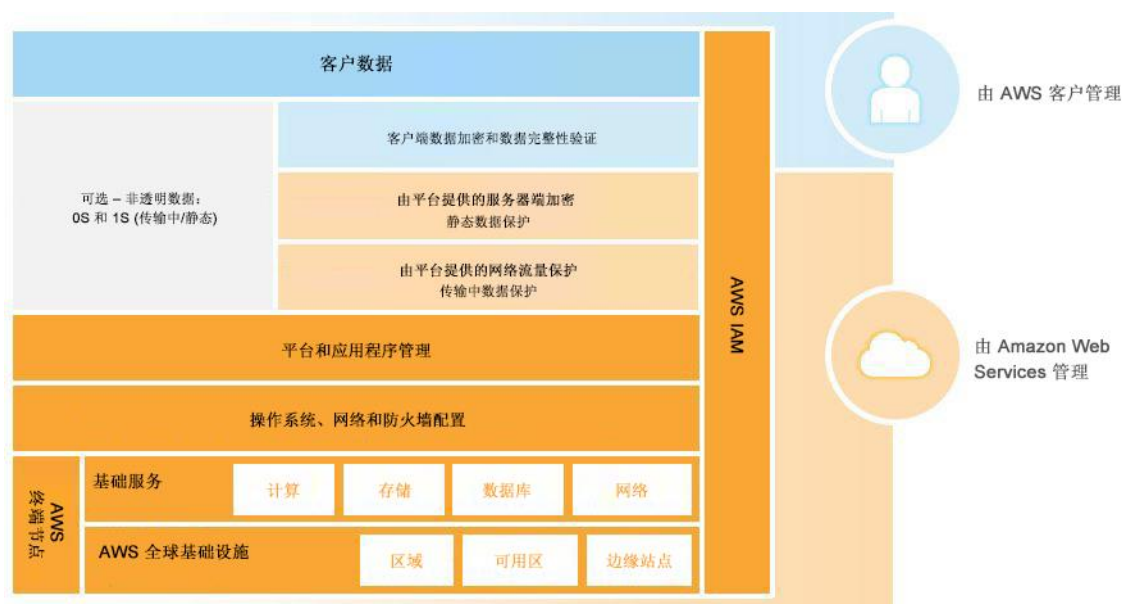 客户数据
由 AWS 客户管理
客户端数据加密和数据完整性验证
可选 – 非透明数据:
0S 和 1S (传输中/静态)
由平台提供的服务器端加密
静态数据保护
由平台提供的网络流量保护
传输中数据保护
AWS IAM
由 Amazon Web
Services 管理
平台和应用程序管理
操作系统、网络和防火墙配置
AWS
终端节点
基础服务
计算
存储
数据库
网络
AWS 全球基础设施
区域
可用区
边缘站点